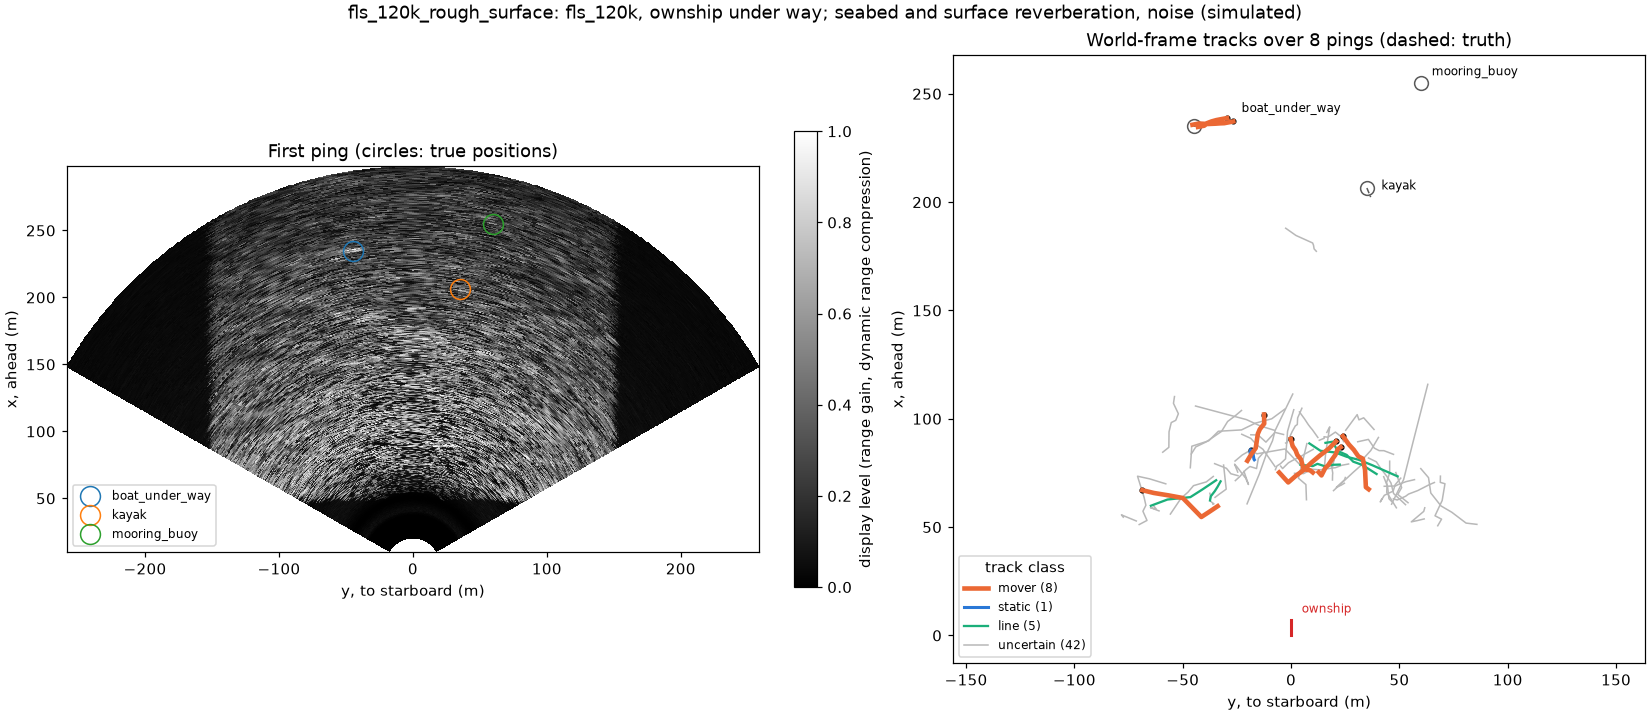 fls_120k_rough_surface: fls_120k, ownship under way; seabed and surface reverberation, noise (simulated)
First ping (circles: true positions)
x, ahead (m)
250
200
150
100
50
boat_under_way
kayak
mooring_buoy
−200
−100
0
100
200
y, to starboard (m)
1.0
0.8
0.6
0.4
0.2
0.0
display level (range gain, dynamic range compression)
World-frame tracks over 8 pings (dashed: truth)
x, ahead (m)
250
200
150
100
50
0
mooring_buoy
boat_under_way
kayak
ownship
track class
mover (8)
static (1)
line (5)
uncertain (42)
−150
−100
−50
0
50
100
150
y, to starboard (m)